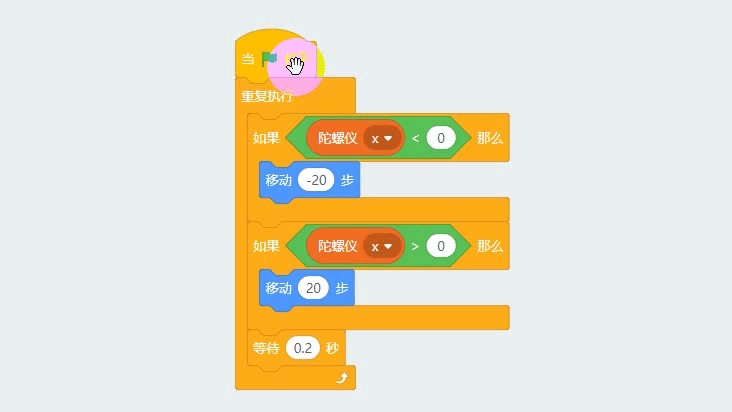 当
重复执行
如果 陀螺仪 x < 0 那么
移动 -20 步
如果 陀螺仪 x > 0 那么
移动 20 步
等待 0.2 秒